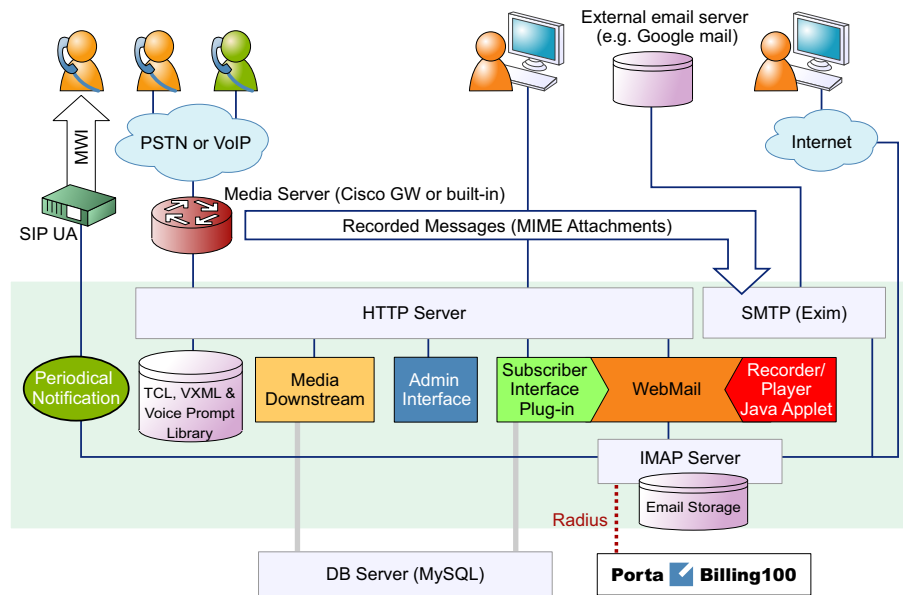 External email server
(e.g. Google mail)
MWI
PSTN or VoIP
Internet
Media Server (Cisco GW or built-in)
SIP UA
Recorded Messages (MIME Attachments)
HTTP Server
SMTP (Exim)
Periodical
Notification
TCL, VXML &
Voice Prompt
Library
Media
Downstream
Admin
Interface
Subscriber
Interface
Plug-in
WebMail
Recorder/
Player
Java Applet
IMAP Server
Email Storage
Radius
DB Server (MySQL)
Porta Billing100